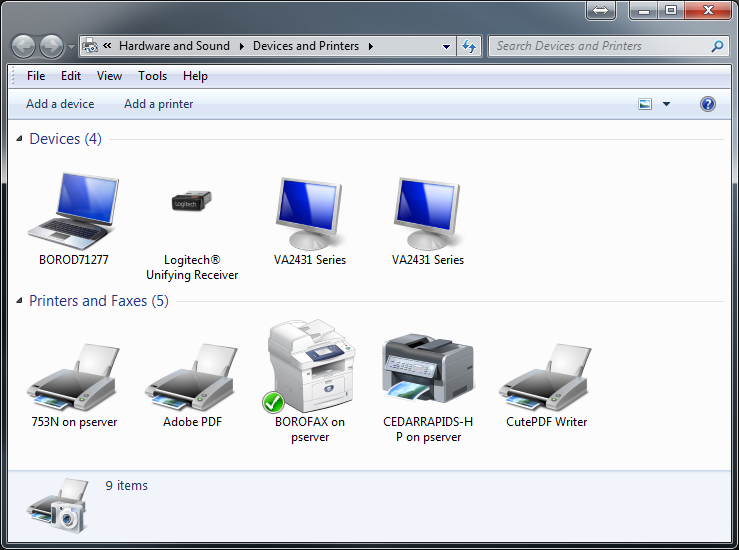 « Hardware and Sound ▸ Devices and Printers ▸
Search Devices and Printers
File Edit View Tools Help
Add a device Add a printer
Devices (4)
BOROD71277
Logitech
Logitech®
Unifying Receiver
VA2431 Series
VA2431 Series
Printers and Faxes (5)
753N on pserver
Adobe PDF
BOROFAX on
pserver
CEDARRAPIDS-H
P on pserver
CutePDF Writer
9 items